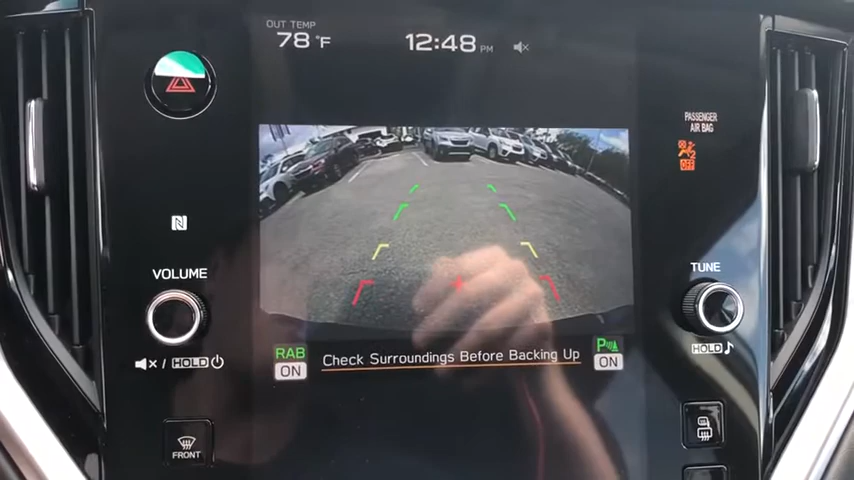 OUT TEMP
78 °F
12:48 PM
PASSENGER
AIR BAG
2
OFF
N
VOLUME
TUNE
/ HOLD
HOLD
RAB
ON
Check Surroundings Before Backing Up
P
ON
FRONT